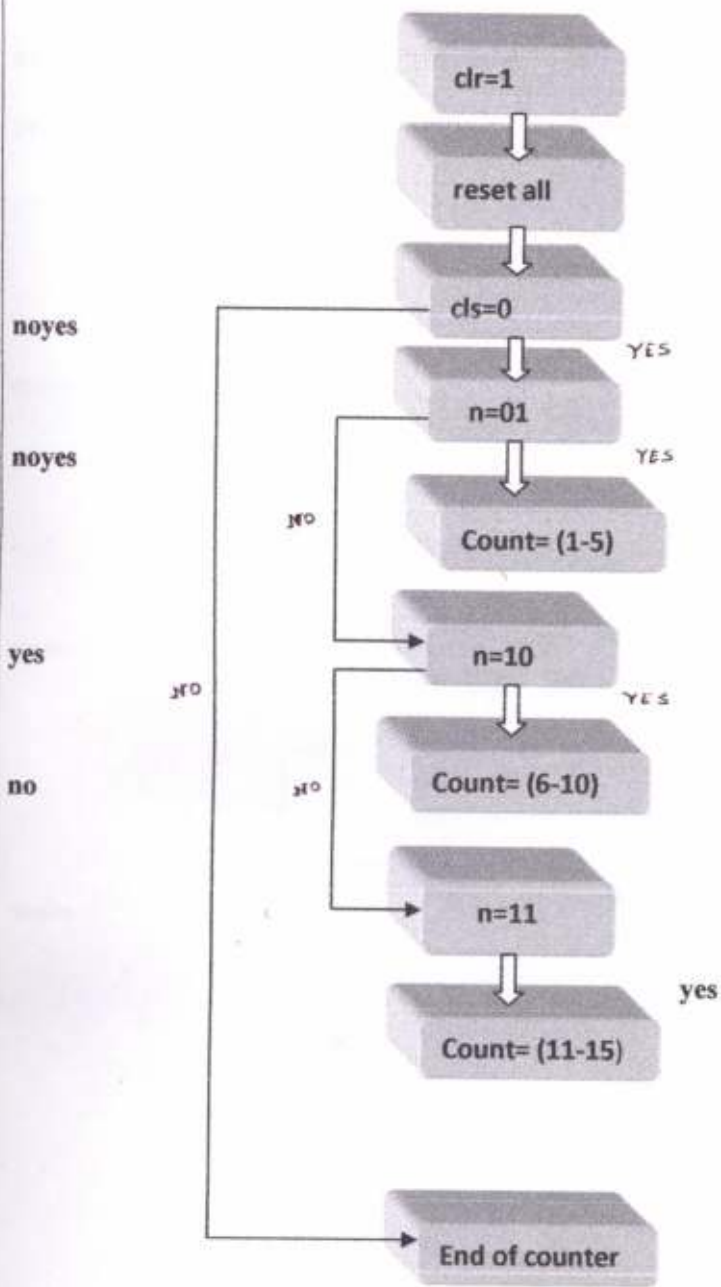 clr=1
reset all
cls=0
noyes
YES
n=01
noyes
YES
NO
Count= (1-5)
yes
n=10
NO
YES
no
NO
Count= (6-10)
n=11
yes
Count= (11-15)
End of counter